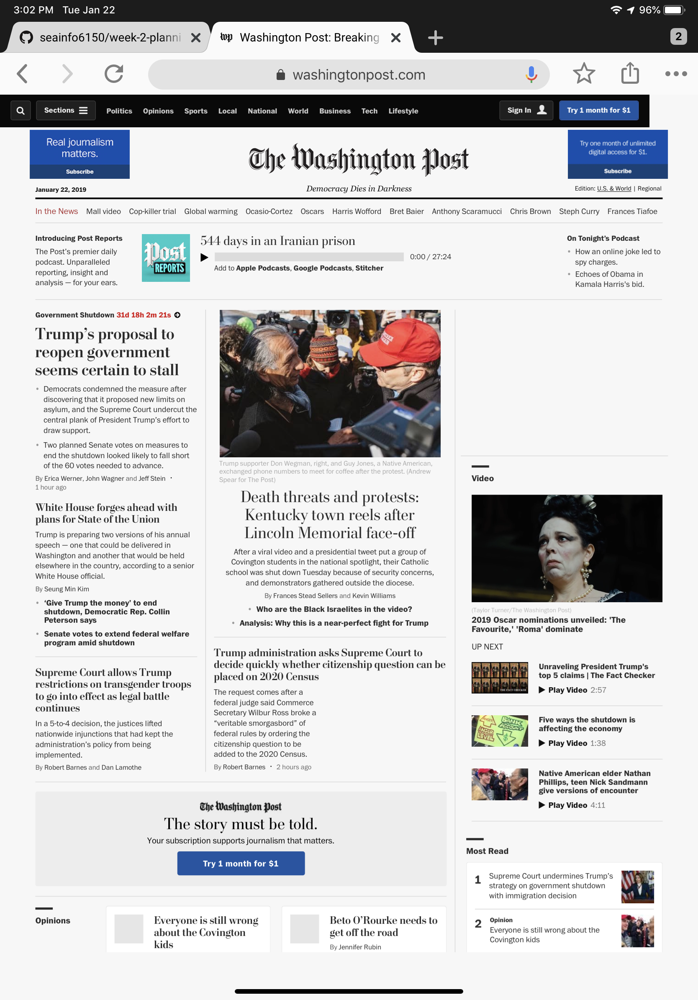 3:02 PM Tue Jan 22
96%
seainfo6150/week-2-planni
Washington Post: Breaking
2
washingtonpost.com
Sections
Politics
Opinions
Sports
Local
National
World
Business
Tech
Lifestyle
Sign In
Try 1 month for $1
Real journalism
matters.
Subscribe
The Washington Post
Try one month of unlimited
digital access for $1.
Subscribe
January 22, 2019
Democracy Dies in Darkness
Edition: U.S. & World | Regional
In the News Mall video Cop-killer trial Global warming Ocasio-Cortez Oscars Harris Wofford Bret Baier Anthony Scaramucci Chris Brown Steph Curry Frances Tiafoe
Introducing Post Reports
The Post’s premier daily
podcast. Unparalleled
reporting, insight and
analysis — for your ears.
Post
REPORTS
544 days in an Iranian prison
0:00 / 27:24
Add to Apple Podcasts, Google Podcasts, Stitcher
On Tonight’s Podcast
• How an online joke led to
spy charges.
• Echoes of Obama in
Kamala Harris's bid.
Government Shutdown 31d 18h 2m 21s
Trump’s proposal to
reopen government
seems certain to stall
• Democrats condemned the measure after
discovering that it proposed new limits on
asylum, and the Supreme Court undercut the
central plank of President Trump’s effort to
draw support.
• Two planned Senate votes on measures to
end the shutdown looked likely to fall short
of the 60 votes needed to advance.
By Erica Werner, John Wagner and Jeff Stein •
1 hour ago
White House forges ahead with
plans for State of the Union
Trump is preparing two versions of his annual
speech — one that could be delivered in
Washington and another that would be held
elsewhere in the country, according to a senior
White House official.
By Seung Min Kim
• ‘Give Trump the money’ to end
shutdown, Democratic Rep. Collin
Peterson says
• Senate votes to extend federal welfare
program amid shutdown
Supreme Court allows Trump
restrictions on transgender troops
to go into effect as legal battle
continues
In a 5-to-4 decision, the justices lifted
nationwide injunctions that had kept the
administration’s policy from being
implemented.
By Robert Barnes and Dan Lamothe
Trump supporter Don Wegman, right, and Guy Jones, a Native American,
exchanged phone numbers to meet for coffee after the protest. (Andrew
Spear for The Post)
Death threats and protests:
Kentucky town reels after
Lincoln Memorial face-off
After a viral video and a presidential tweet put a group of
Covington students in the national spotlight, their Catholic
school was shut down Tuesday because of security concerns,
and demonstrators gathered outside the diocese.
By Frances Stead Sellers and Kevin Williams
• Who are the Black Israelites in the video?
• Analysis: Why this is a near-perfect fight for Trump
Trump administration asks Supreme Court to
decide quickly whether citizenship question can be
placed on 2020 Census
The request comes after a
federal judge said Commerce
Secretary Wilbur Ross broke a
“veritable smorgasbord” of
federal rules by ordering the
citizenship question to be
added to the 2020 Census.
By Robert Barnes • 2 hours ago
Video
(Taylor Turner/The Washington Post)
2019 Oscar nominations unveiled: 'The
Favourite,' 'Roma' dominate
UP NEXT
THE FACT CHECKER
Unraveling President Trump's
top 5 claims | The Fact Checker
Play Video 2:57
ANGER
LEVEL
BANK
ACCOUNT
$
Five ways the shutdown is
affecting the economy
Play Video 1:38
Native American elder Nathan
Phillips, teen Nick Sandmann
give versions of encounter
Play Video 4:11
The Washington Post
The story must be told.
Your subscription supports journalism that matters.
Try 1 month for $1
Most Read
1
Supreme Court undermines Trump’s
strategy on government shutdown
with immigration decision
2
Opinion
Everyone is still wrong about the
Covington kids
Opinions
Everyone is still wrong
about the Covington
kids
Beto O’Rourke needs to
get off the road
By Jennifer Rubin